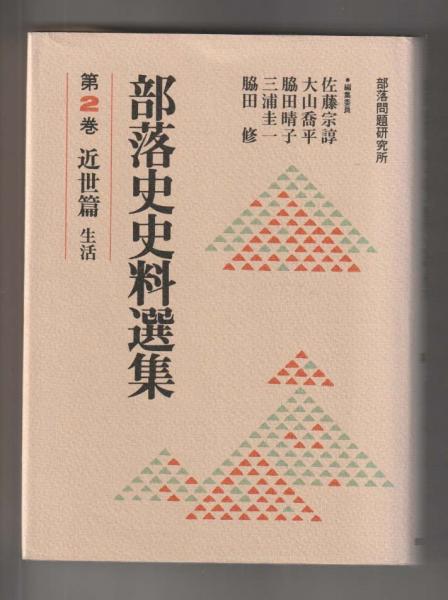 部落問題研究所
●編集委員
佐藤宗諄
大山喬平
脇田晴子
三浦圭一
脇田 修
部落史史料選集
第2巻 近世篇 生活